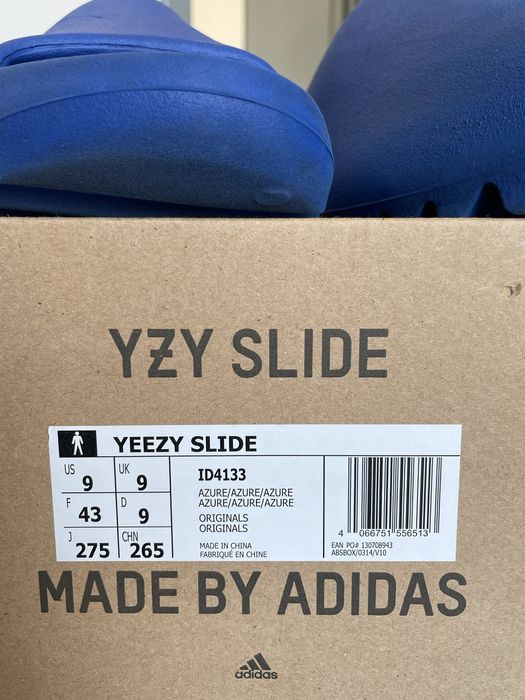 YZY SLIDE
YEEZY SLIDE
US 9 UK 9
F 43 D 9
J 275 CHN 265
ID4133
AZURE/AZURE/AZURE
AZURE/AZURE/AZURE
ORIGINALS
ORIGINALS
MADE IN CHINA
FABRIQUÉ EN CHINE
4 066751 556513
EAN PO# 130708943
ABSBOX/0314/V10
MADE BY ADIDAS
adidas